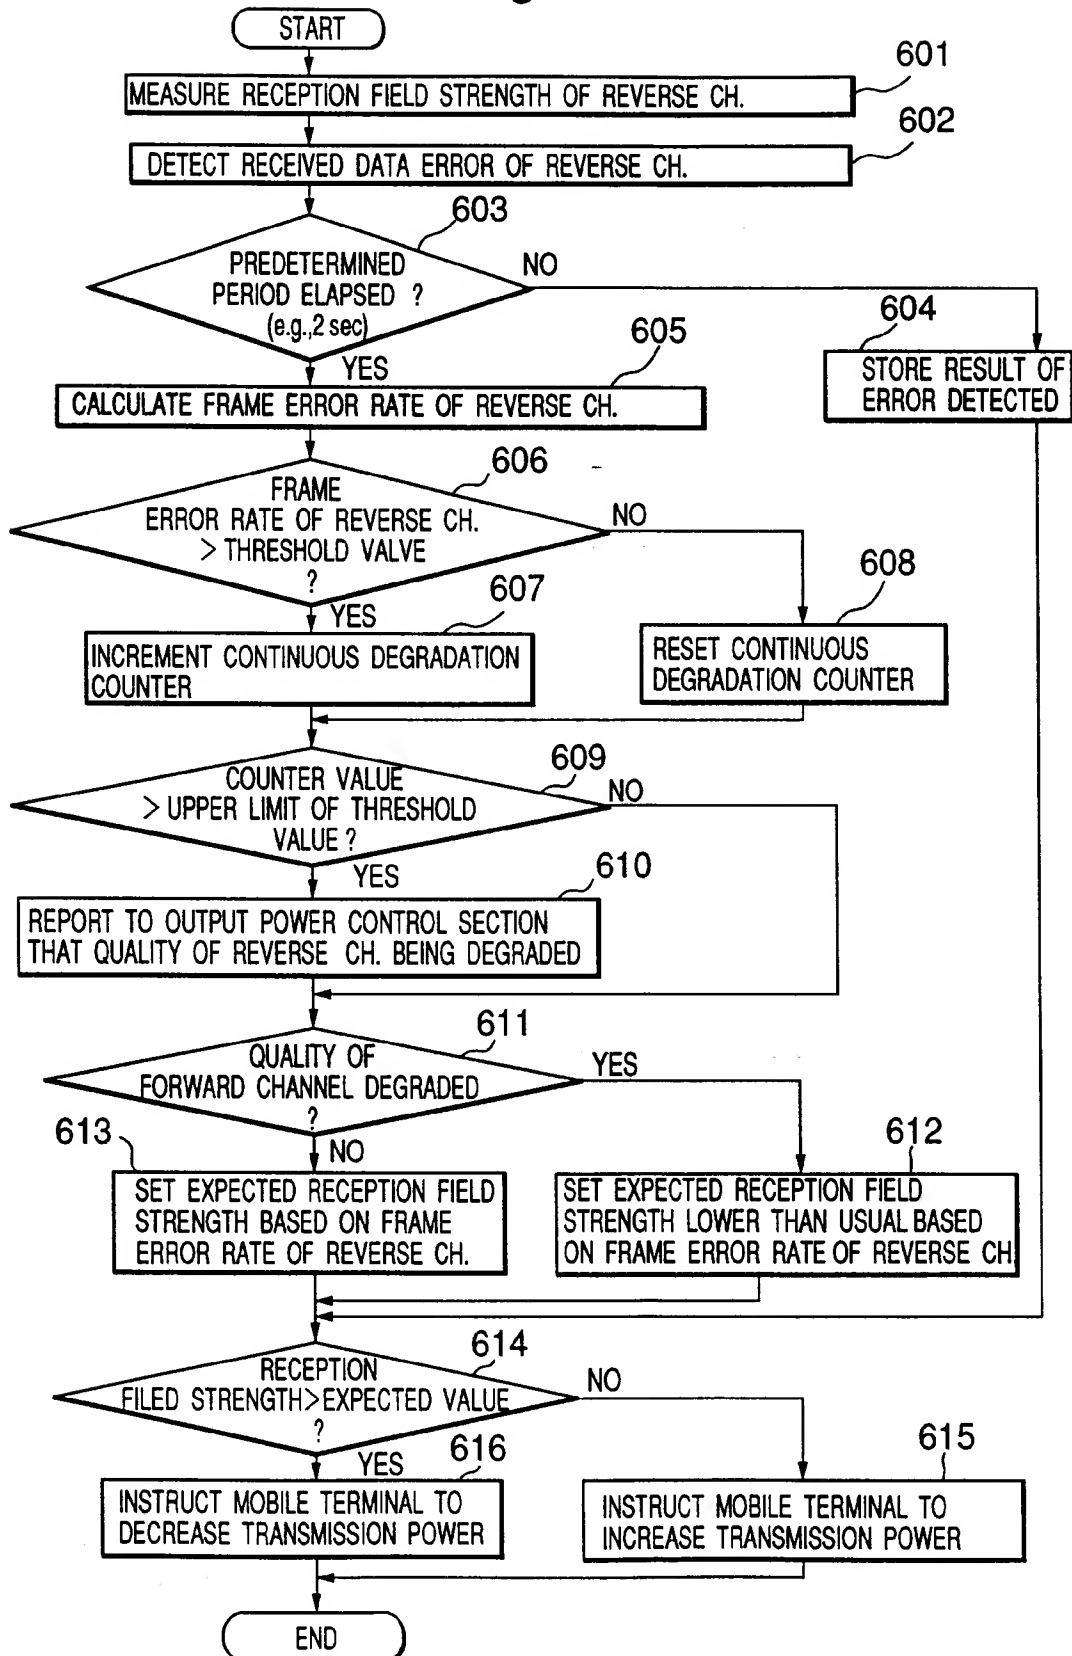 START
601
MEASURE RECEPTION FIELD STRENGTH OF REVERSE CH.
602
DETECT RECEIVED DATA ERROR OF REVERSE CH.
603
PREDETERMINED
PERIOD ELAPSED ?
(e.g.,2 sec)
NO
YES
604
STORE RESULT OF
ERROR DETECTED
605
CALCULATE FRAME ERROR RATE OF REVERSE CH.
606
FRAME
ERROR RATE OF REVERSE CH.
> THRESHOLD VALVE
?
NO
YES
607
INCREMENT CONTINUOUS DEGRADATION
COUNTER
608
RESET CONTINUOUS
DEGRADATION COUNTER
609
COUNTER VALUE
> UPPER LIMIT OF THRESHOLD
VALUE ?
NO
YES
610
REPORT TO OUTPUT POWER CONTROL SECTION
THAT QUALITY OF REVERSE CH. BEING DEGRADED
611
QUALITY OF
FORWARD CHANNEL DEGRADED
?
YES
NO
613
SET EXPECTED RECEPTION FIELD
STRENGTH BASED ON FRAME
ERROR RATE OF REVERSE CH.
612
SET EXPECTED RECEPTION FIELD
STRENGTH LOWER THAN USUAL BASED
ON FRAME ERROR RATE OF REVERSE CH
614
RECEPTION
FILED STRENGTH>EXPECTED VALUE
?
NO
YES
616
INSTRUCT MOBILE TERMINAL TO
DECREASE TRANSMISSION POWER
615
INSTRUCT MOBILE TERMINAL TO
INCREASE TRANSMISSION POWER
END